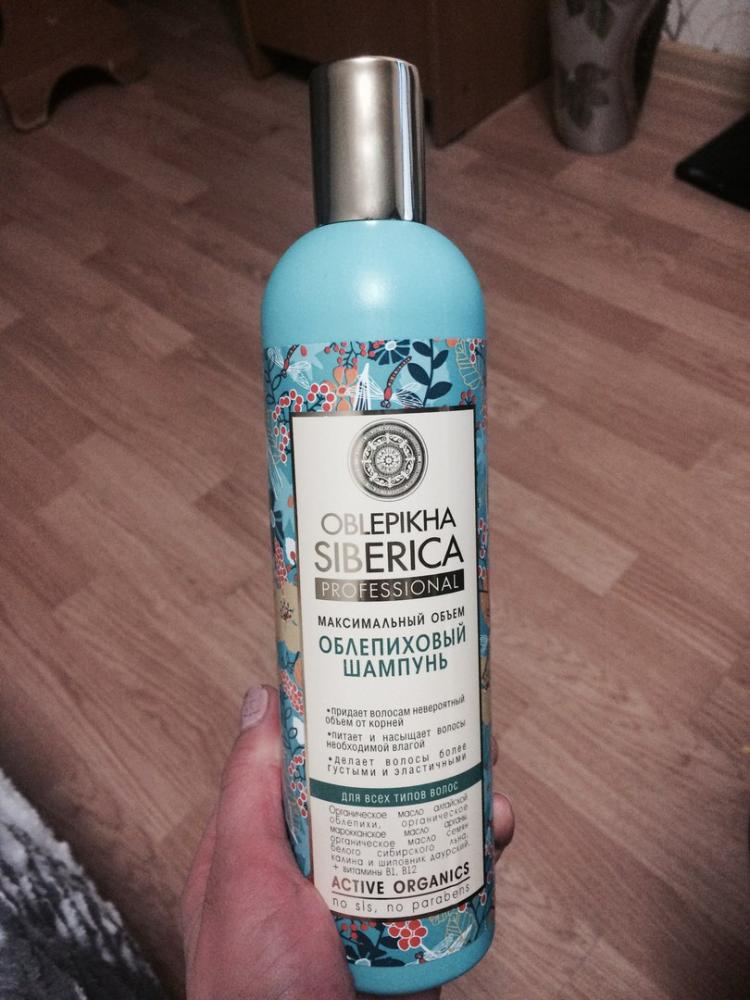 OBLEPIKHA
SIBERICA
PROFESSIONAL
МАКСИМАЛЬНЫЙ ОБЪЕМ
ОБЛЕПИХОВЫЙ
ШАМПУНЬ
•придает волосам невероятный
объем от корней
•питает и насыщает волосы
необходимой влагой
•делает волосы более
густыми и эластичными
ДЛЯ ВСЕХ ТИПОВ ВОЛОС
Органическое масло алтайской
облепихи, органическое
марокканское масло арганы,
органическое масло семян
белого сибирского льна,
калина и шиповник даурский,
+ витамины B1, B12
ACTIVE ORGANICS
no sls, no parabens